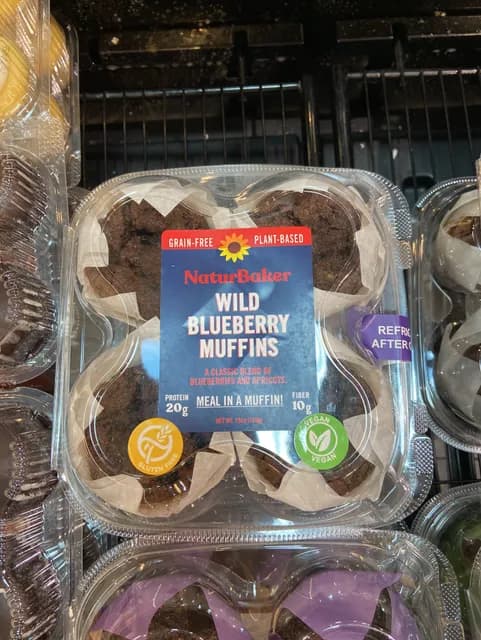 GRAIN-FREE PLANT-BASED
NaturBaker
WILD
BLUEBERRY
MUFFINS
A CLASSIC BLEND OF
BLUEBERRIES AND APRICOTS.
PROTEIN
20g
MEAL IN A MUFFIN!
FIBER
10g
GLUTEN FREE
VEGAN
VEGAN
REFRI
AFTER